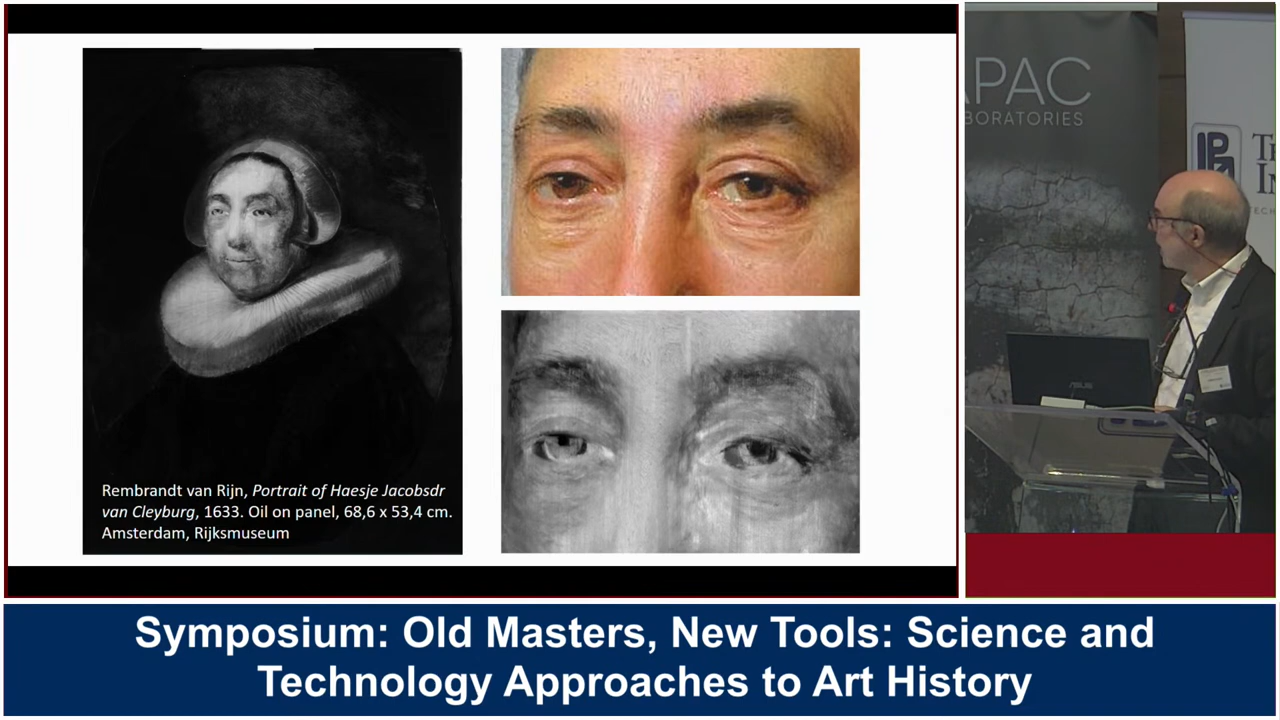 Rembrandt van Rijn, Portrait of Haesje Jacobsdr
van Cleyburg, 1633. Oil on panel, 68,6 x 53,4 cm.
Amsterdam, Rijksmuseum
APAC
ASUS
Symposium: Old Masters, New Tools: Science and
Technology Approaches to Art History